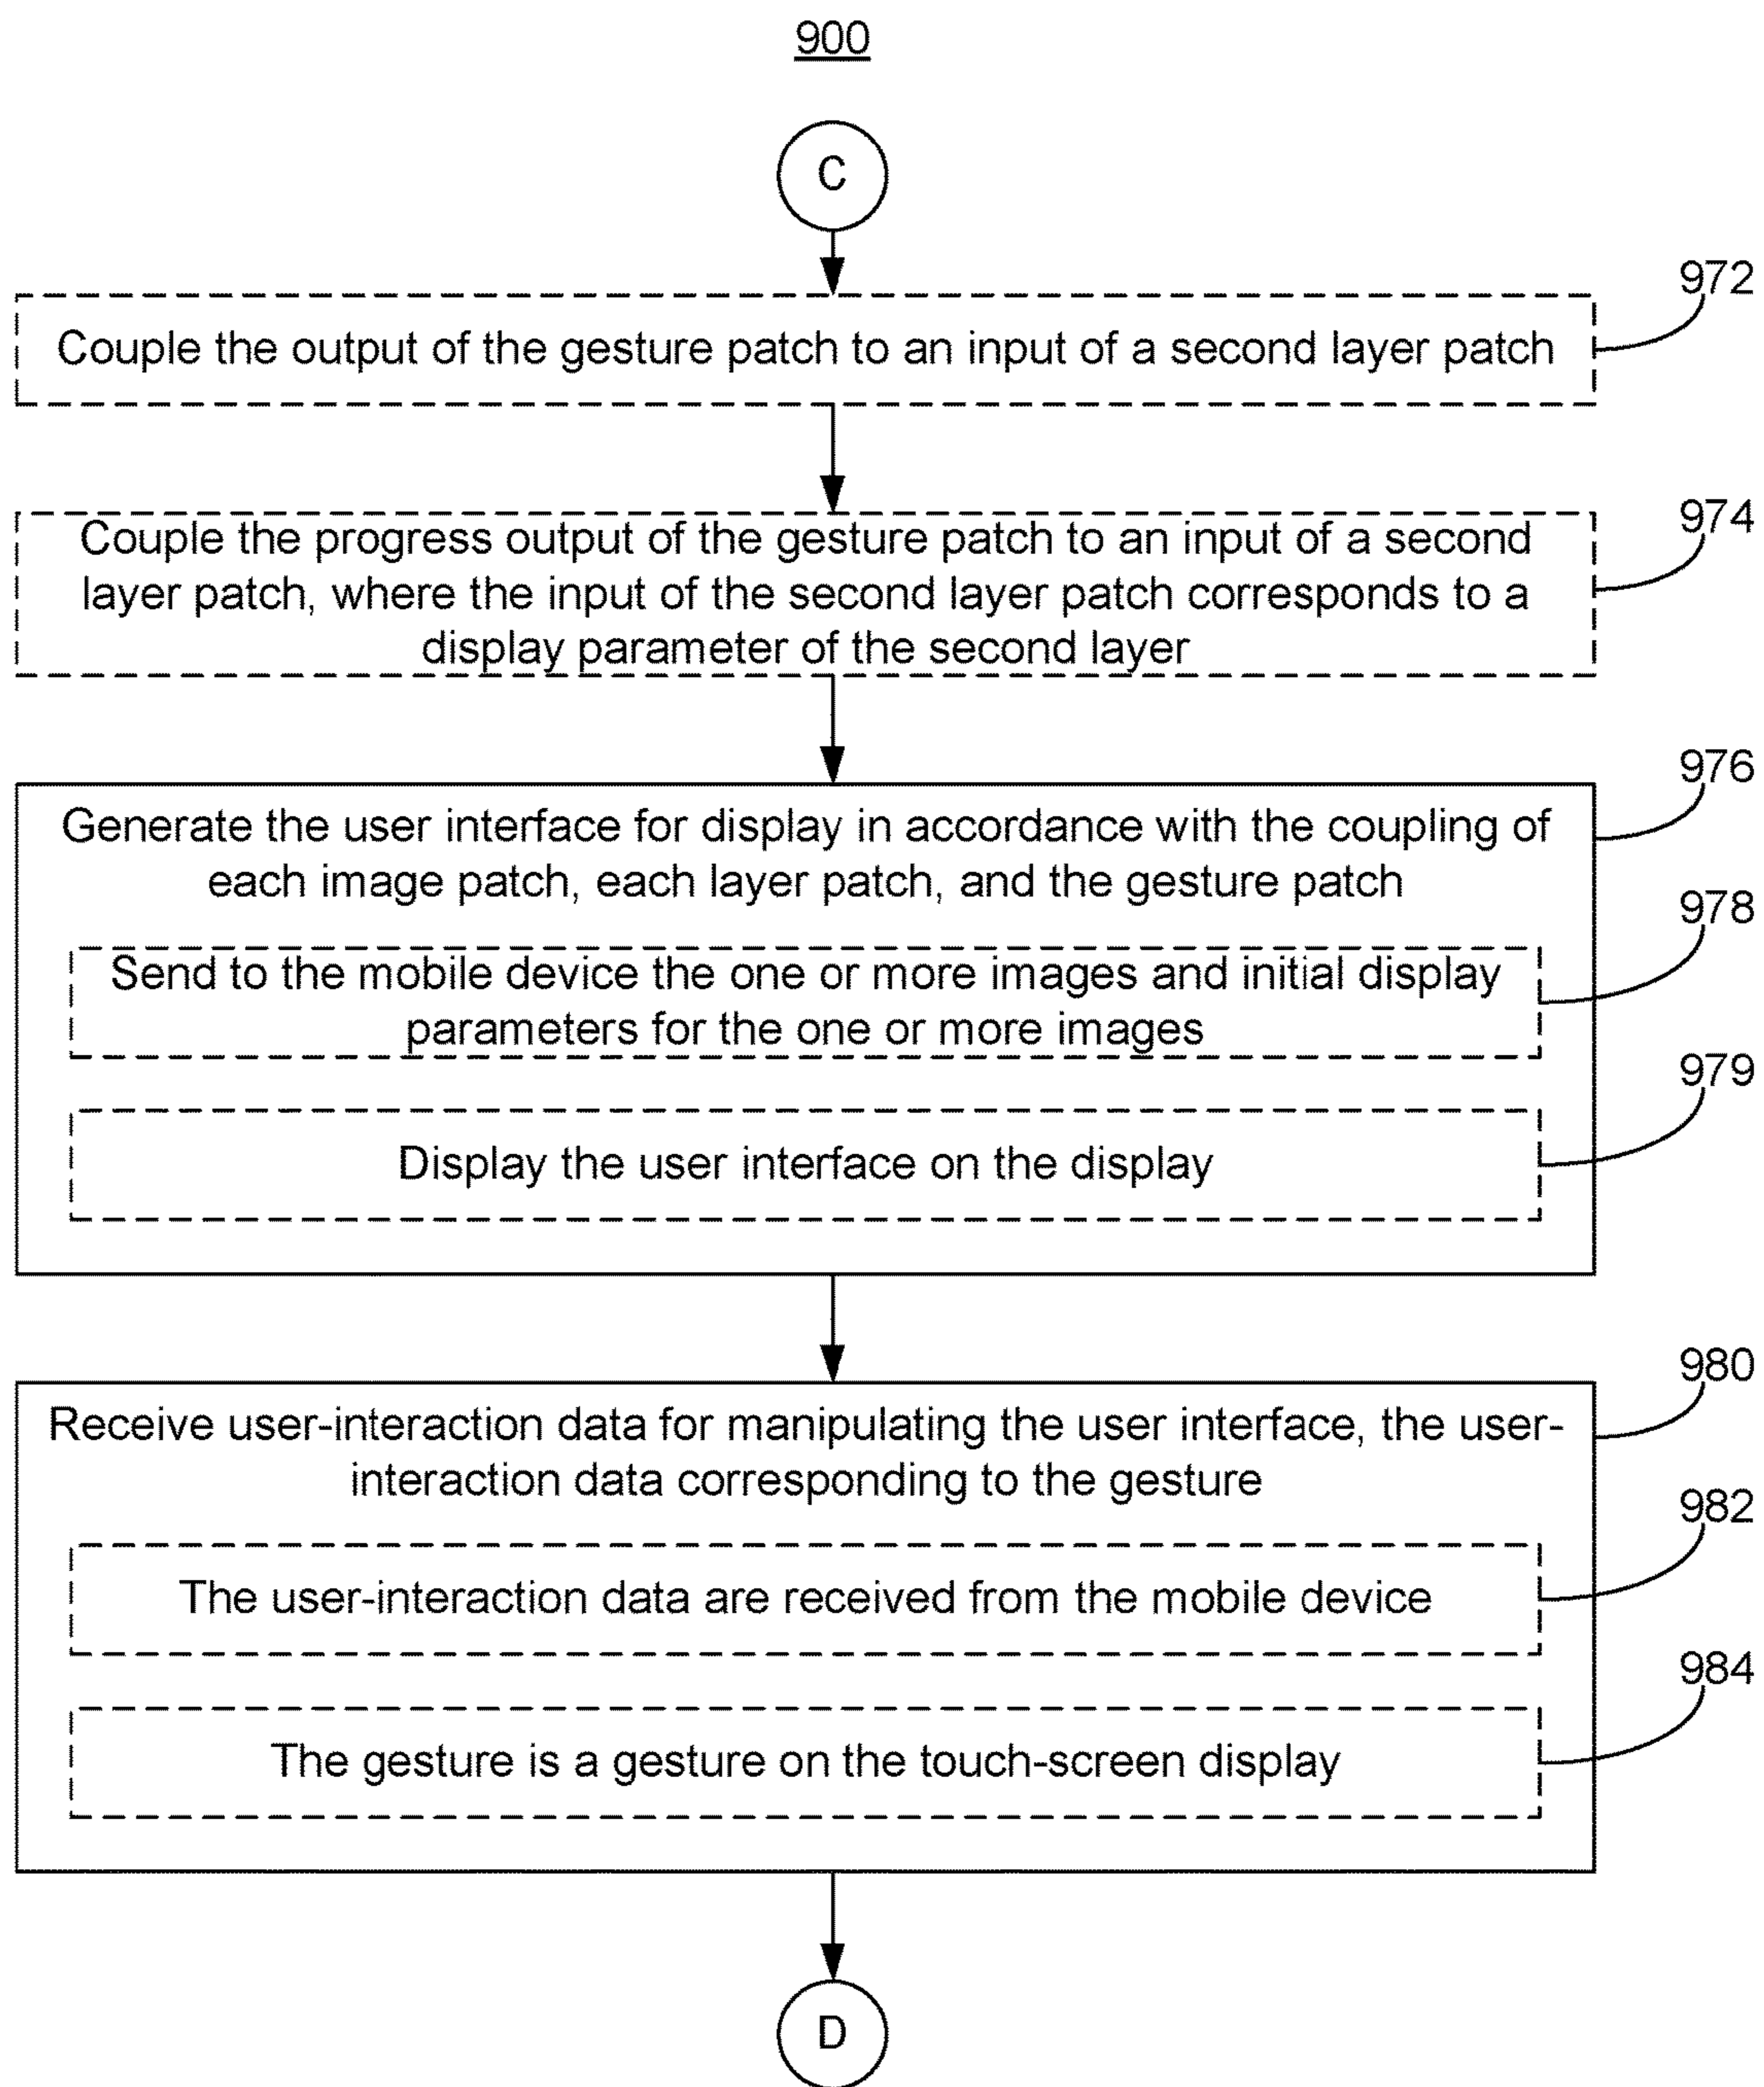 900
C
972
Couple the output of the gesture patch to an input of a second layer patch
974
Couple the progress output of the gesture patch to an input of a second
layer patch, where the input of the second layer patch corresponds to a
display parameter of the second layer
976
Generate the user interface for display in accordance with the coupling of
each image patch, each layer patch, and the gesture patch
978
Send to the mobile device the one or more images and initial display
parameters for the one or more images
979
Display the user interface on the display
980
Receive user-interaction data for manipulating the user interface, the user-
interaction data corresponding to the gesture
982
The user-interaction data are received from the mobile device
984
The gesture is a gesture on the touch-screen display
D